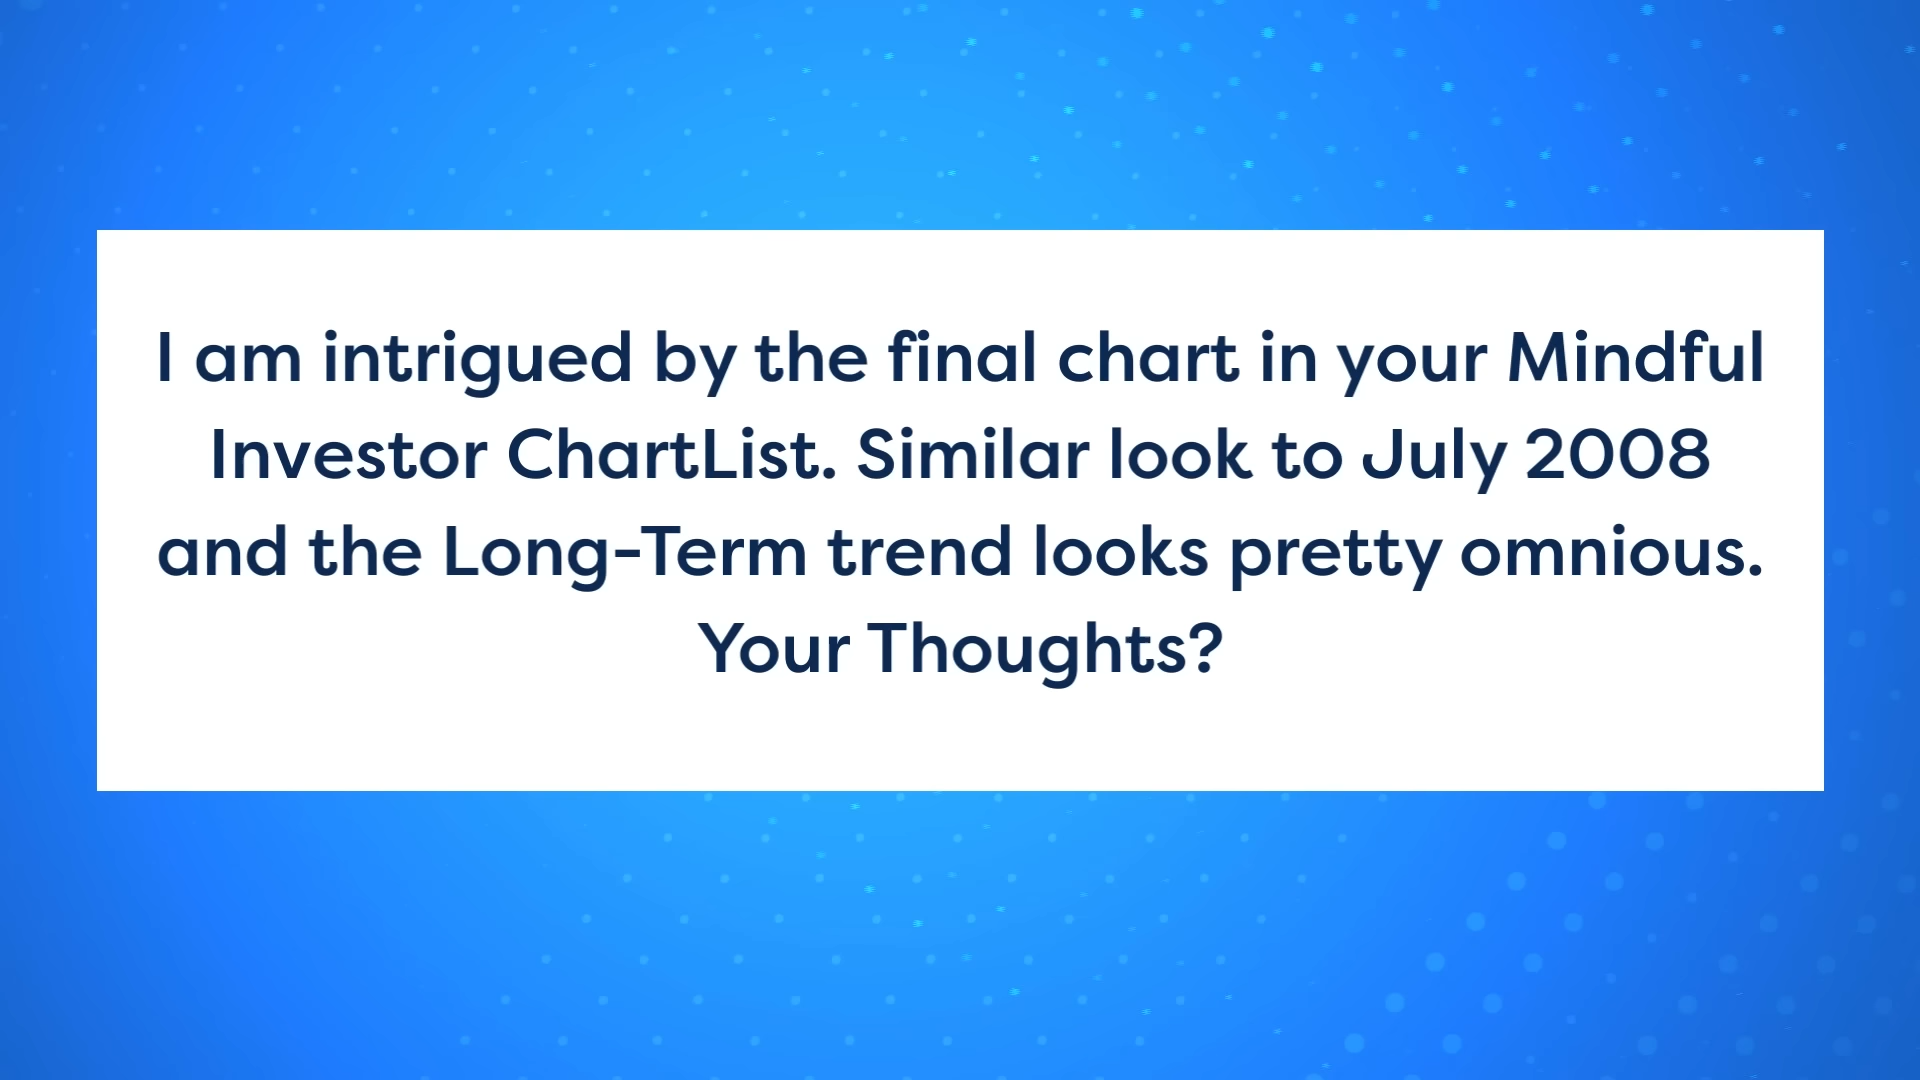 I am intrigued by the final chart in your Mindful
Investor ChartList. Similar look to July 2008
and the Long-Term trend looks pretty omnious.
Your Thoughts?